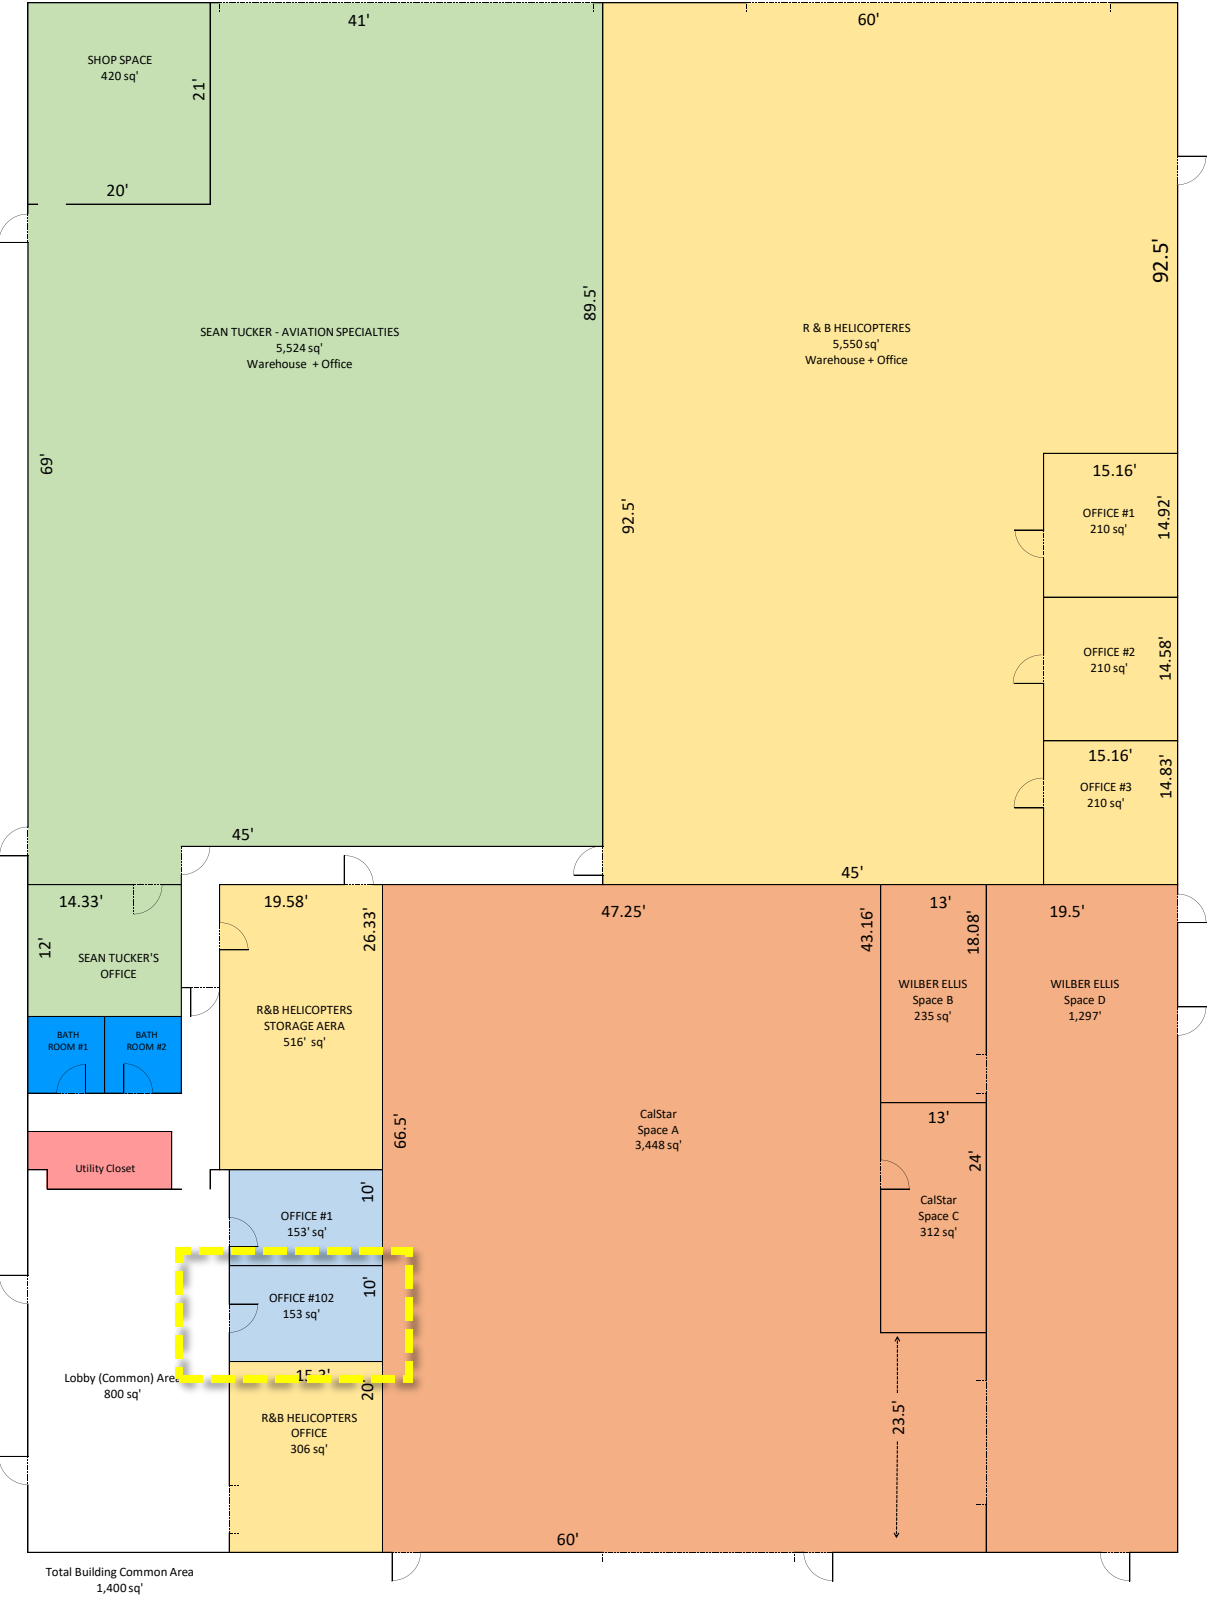 41'
60'
SHOP SPACE
420 sq'
21'
20'
92.5'
89.5'
SEAN TUCKER - AVIATION SPECIALTIES
5,524 sq'
Warehouse + Office
R & B HELICOPTERES
5,550 sq'
Warehouse + Office
69'
92.5'
15.16'
OFFICE #1
210 sq'
14.92'
OFFICE #2
210 sq'
14.58'
15.16'
OFFICE #3
210 sq'
14.83'
45'
45'
14.33'
12'
SEAN TUCKER'S
OFFICE
19.58'
26.33'
R&B HELICOPTERS
STORAGE AERA
516' sq'
47.25'
43.16'
13'
18.08'
WILBER ELLIS
Space B
235 sq'
19.5'
WILBER ELLIS
Space D
1,297'
BATH
ROOM #1
BATH
ROOM #2
66.5'
CalStar
Space A
3,448 sq'
13'
24'
CalStar
Space C
312 sq'
Utility Closet
10'
OFFICE #1
153' sq'
10'
OFFICE #102
153 sq'
15.3'
20'
Lobby (Common) Area
800 sq'
R&B HELICOPTERS
OFFICE
306 sq'
23.5'
60'
Total Building Common Area
1,400 sq'